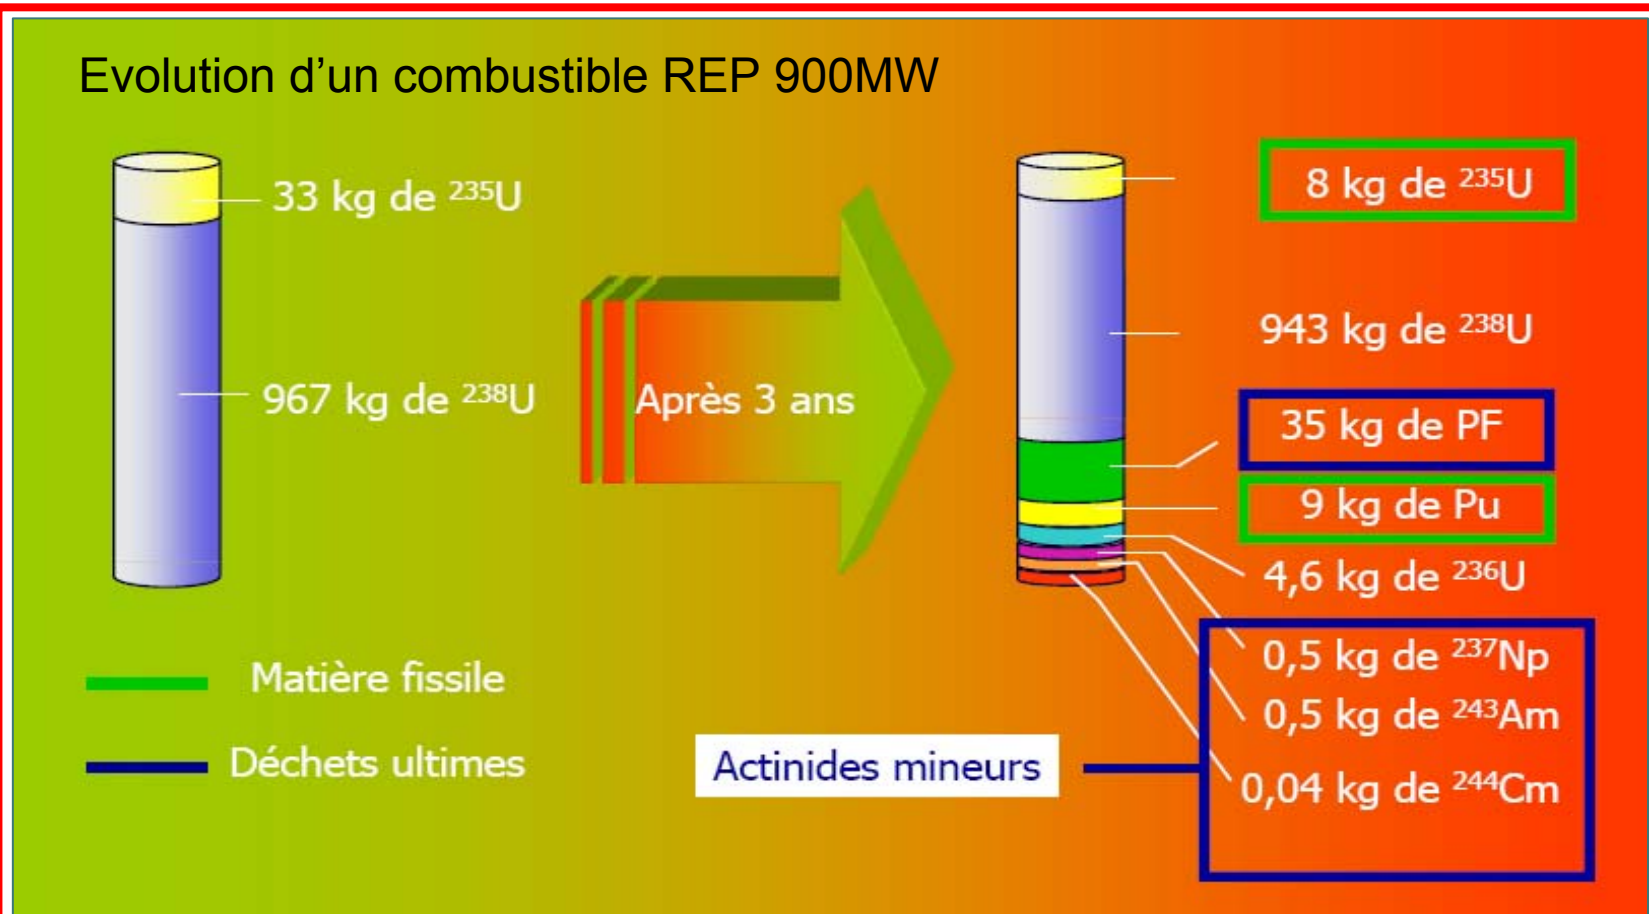 Evolution d’un combustible REP 900MW
33 kg de ²³⁵U
967 kg de ²³⁸U
Après 3 ans
8 kg de ²³⁵U
943 kg de ²³⁸U
35 kg de PF
9 kg de Pu
4,6 kg de ²³⁶U
0,5 kg de ²³⁷Np
0,5 kg de ²⁴³Am
0,04 kg de ²⁴⁴Cm
Matière fissile
Déchets ultimes
Actinides mineurs